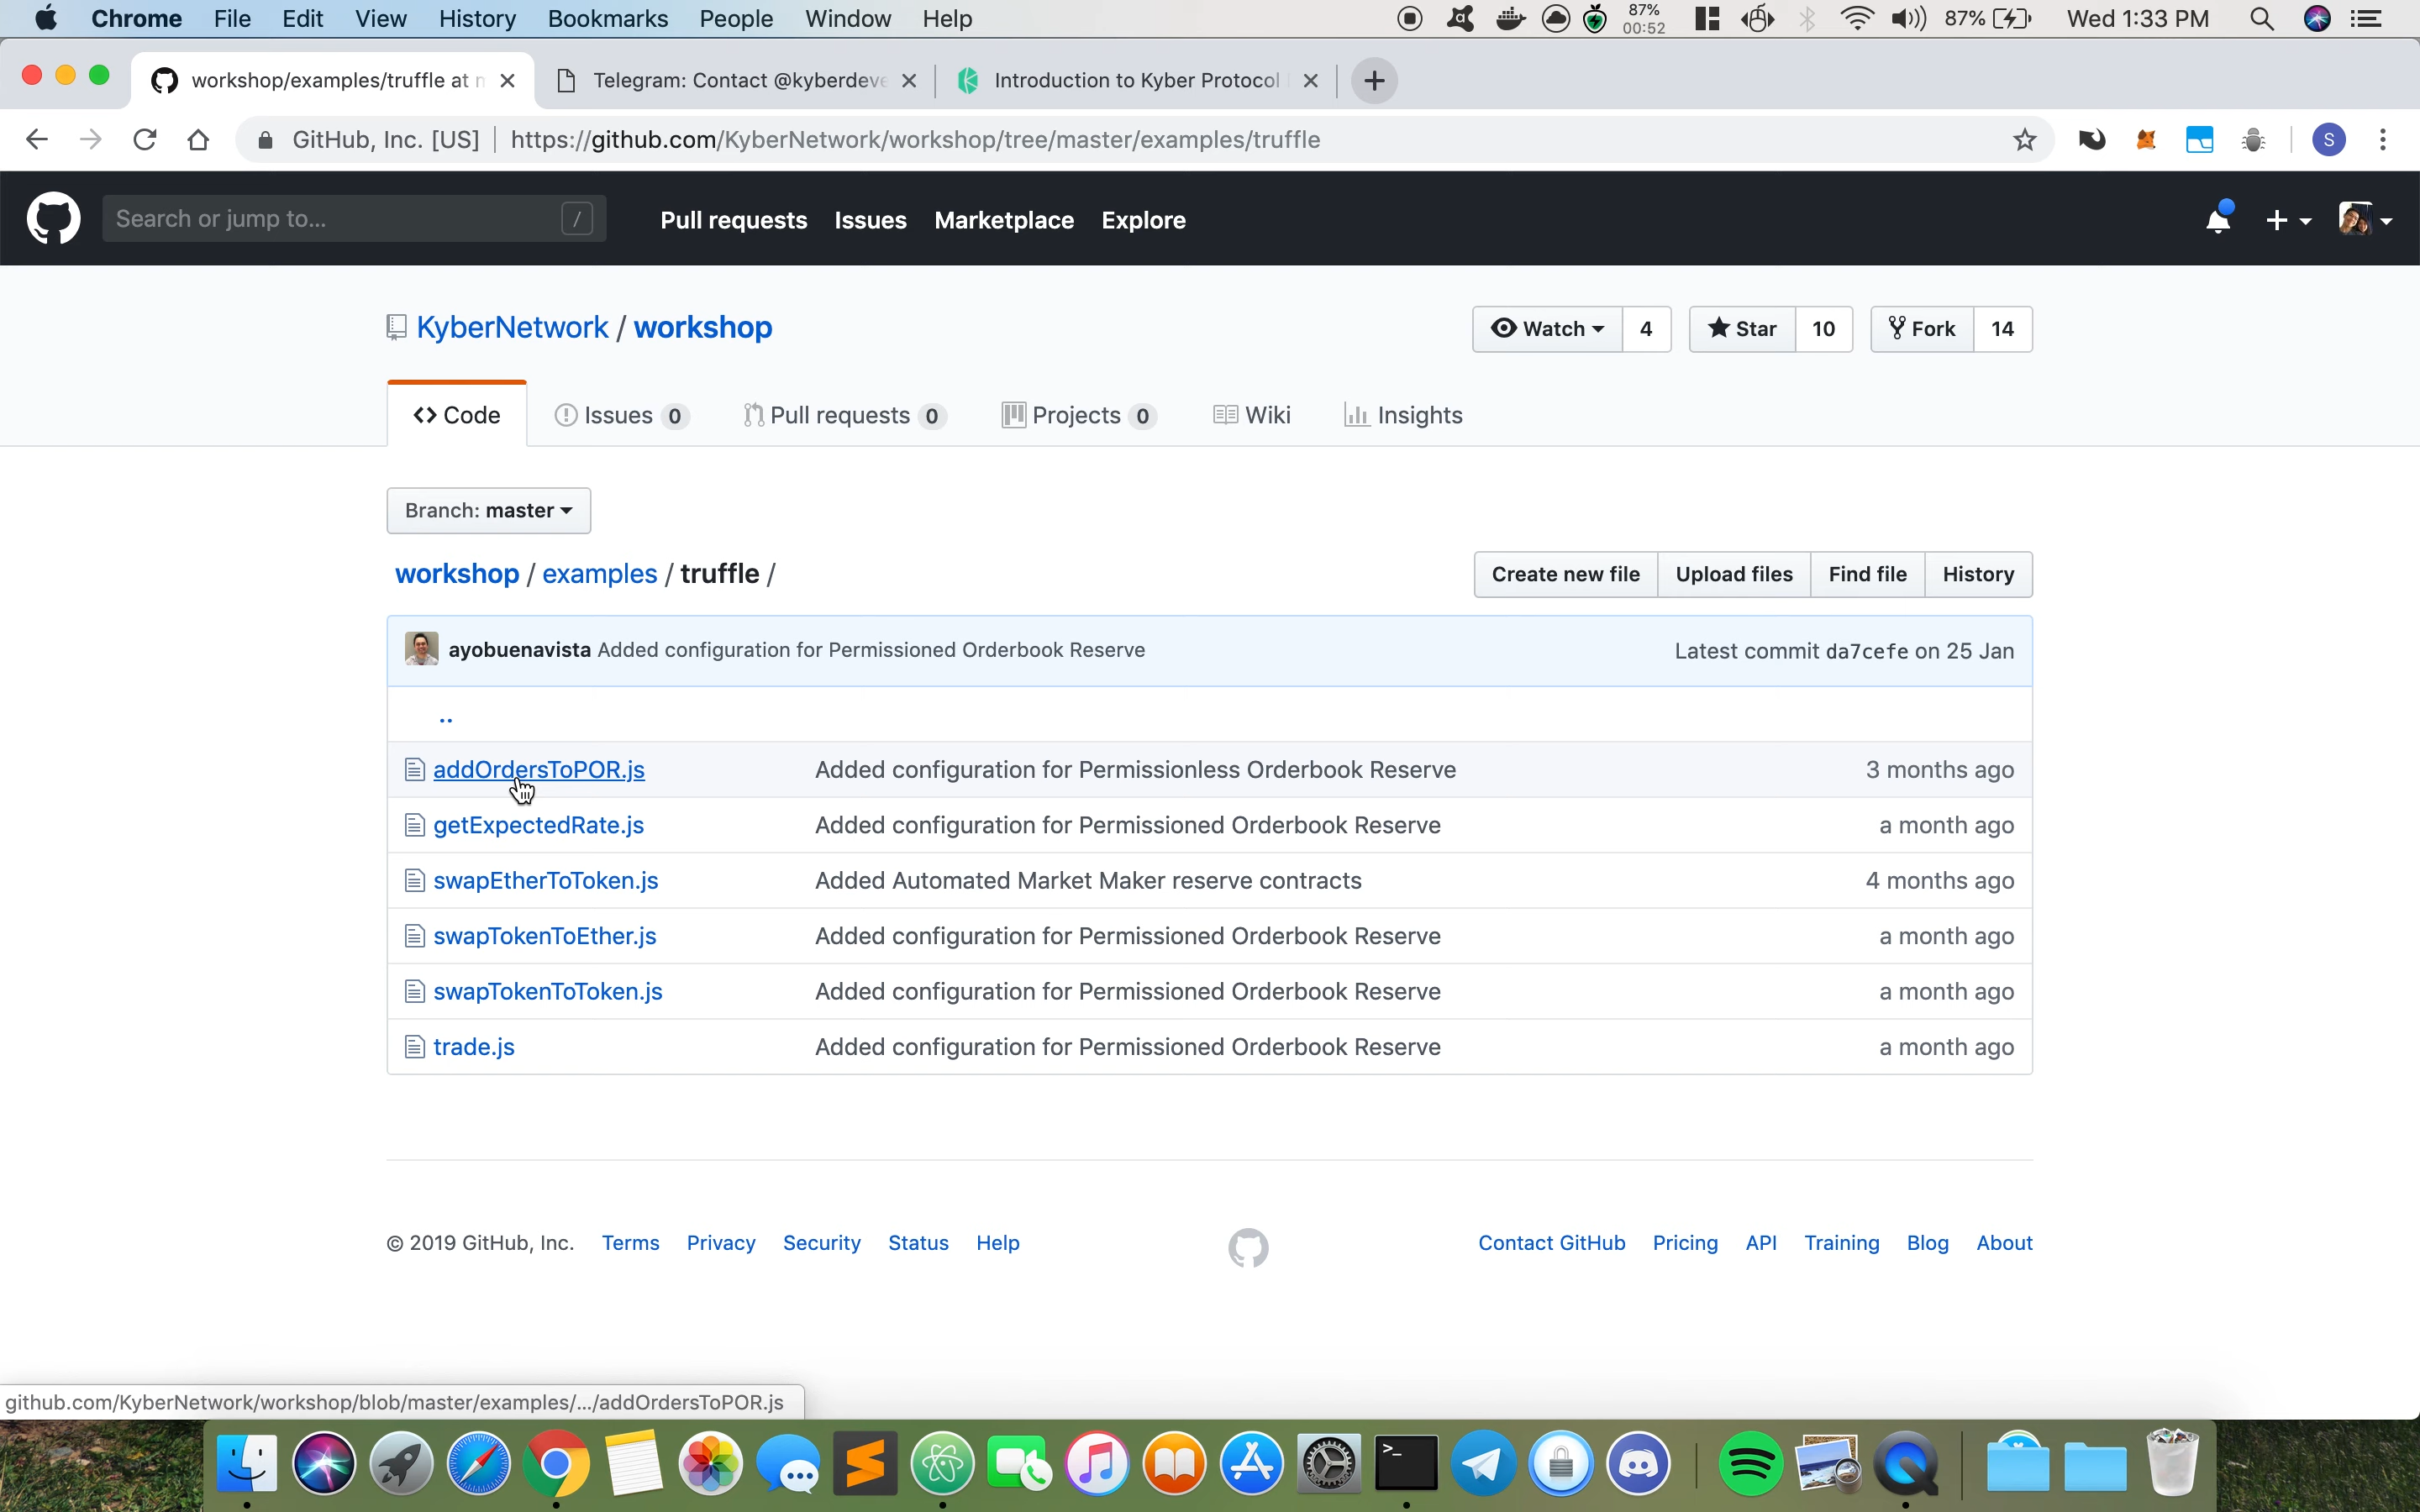 Chrome File Edit View History Bookmarks People Window Help 87% 00:52 87% Wed 1:33 PM
workshop/examples/truffle at m Telegram: Contact @kyberdeve Introduction to Kyber Protocol
GitHub, Inc. [US] https://github.com/KyberNetwork/workshop/tree/master/examples/truffle S
Search or jump to... / Pull requests Issues Marketplace Explore
KyberNetwork / workshop Watch 4 Star 10 Fork 14
Code Issues 0 Pull requests 0 Projects 0 Wiki Insights
Branch: master
workshop / examples / truffle / Create new file Upload files Find file History
ayobuenavista Added configuration for Permissioned Orderbook Reserve Latest commit da7cefe on 25 Jan
..
addOrdersToPOR.js Added configuration for Permissionless Orderbook Reserve 3 months ago
getExpectedRate.js Added configuration for Permissioned Orderbook Reserve a month ago
swapEtherToToken.js Added Automated Market Maker reserve contracts 4 months ago
swapTokenToEther.js Added configuration for Permissioned Orderbook Reserve a month ago
swapTokenToToken.js Added configuration for Permissioned Orderbook Reserve a month ago
trade.js Added configuration for Permissioned Orderbook Reserve a month ago
© 2019 GitHub, Inc. Terms Privacy Security Status Help Contact GitHub Pricing API Training Blog About
github.com/KyberNetwork/workshop/blob/master/examples/.../addOrdersToPOR.js